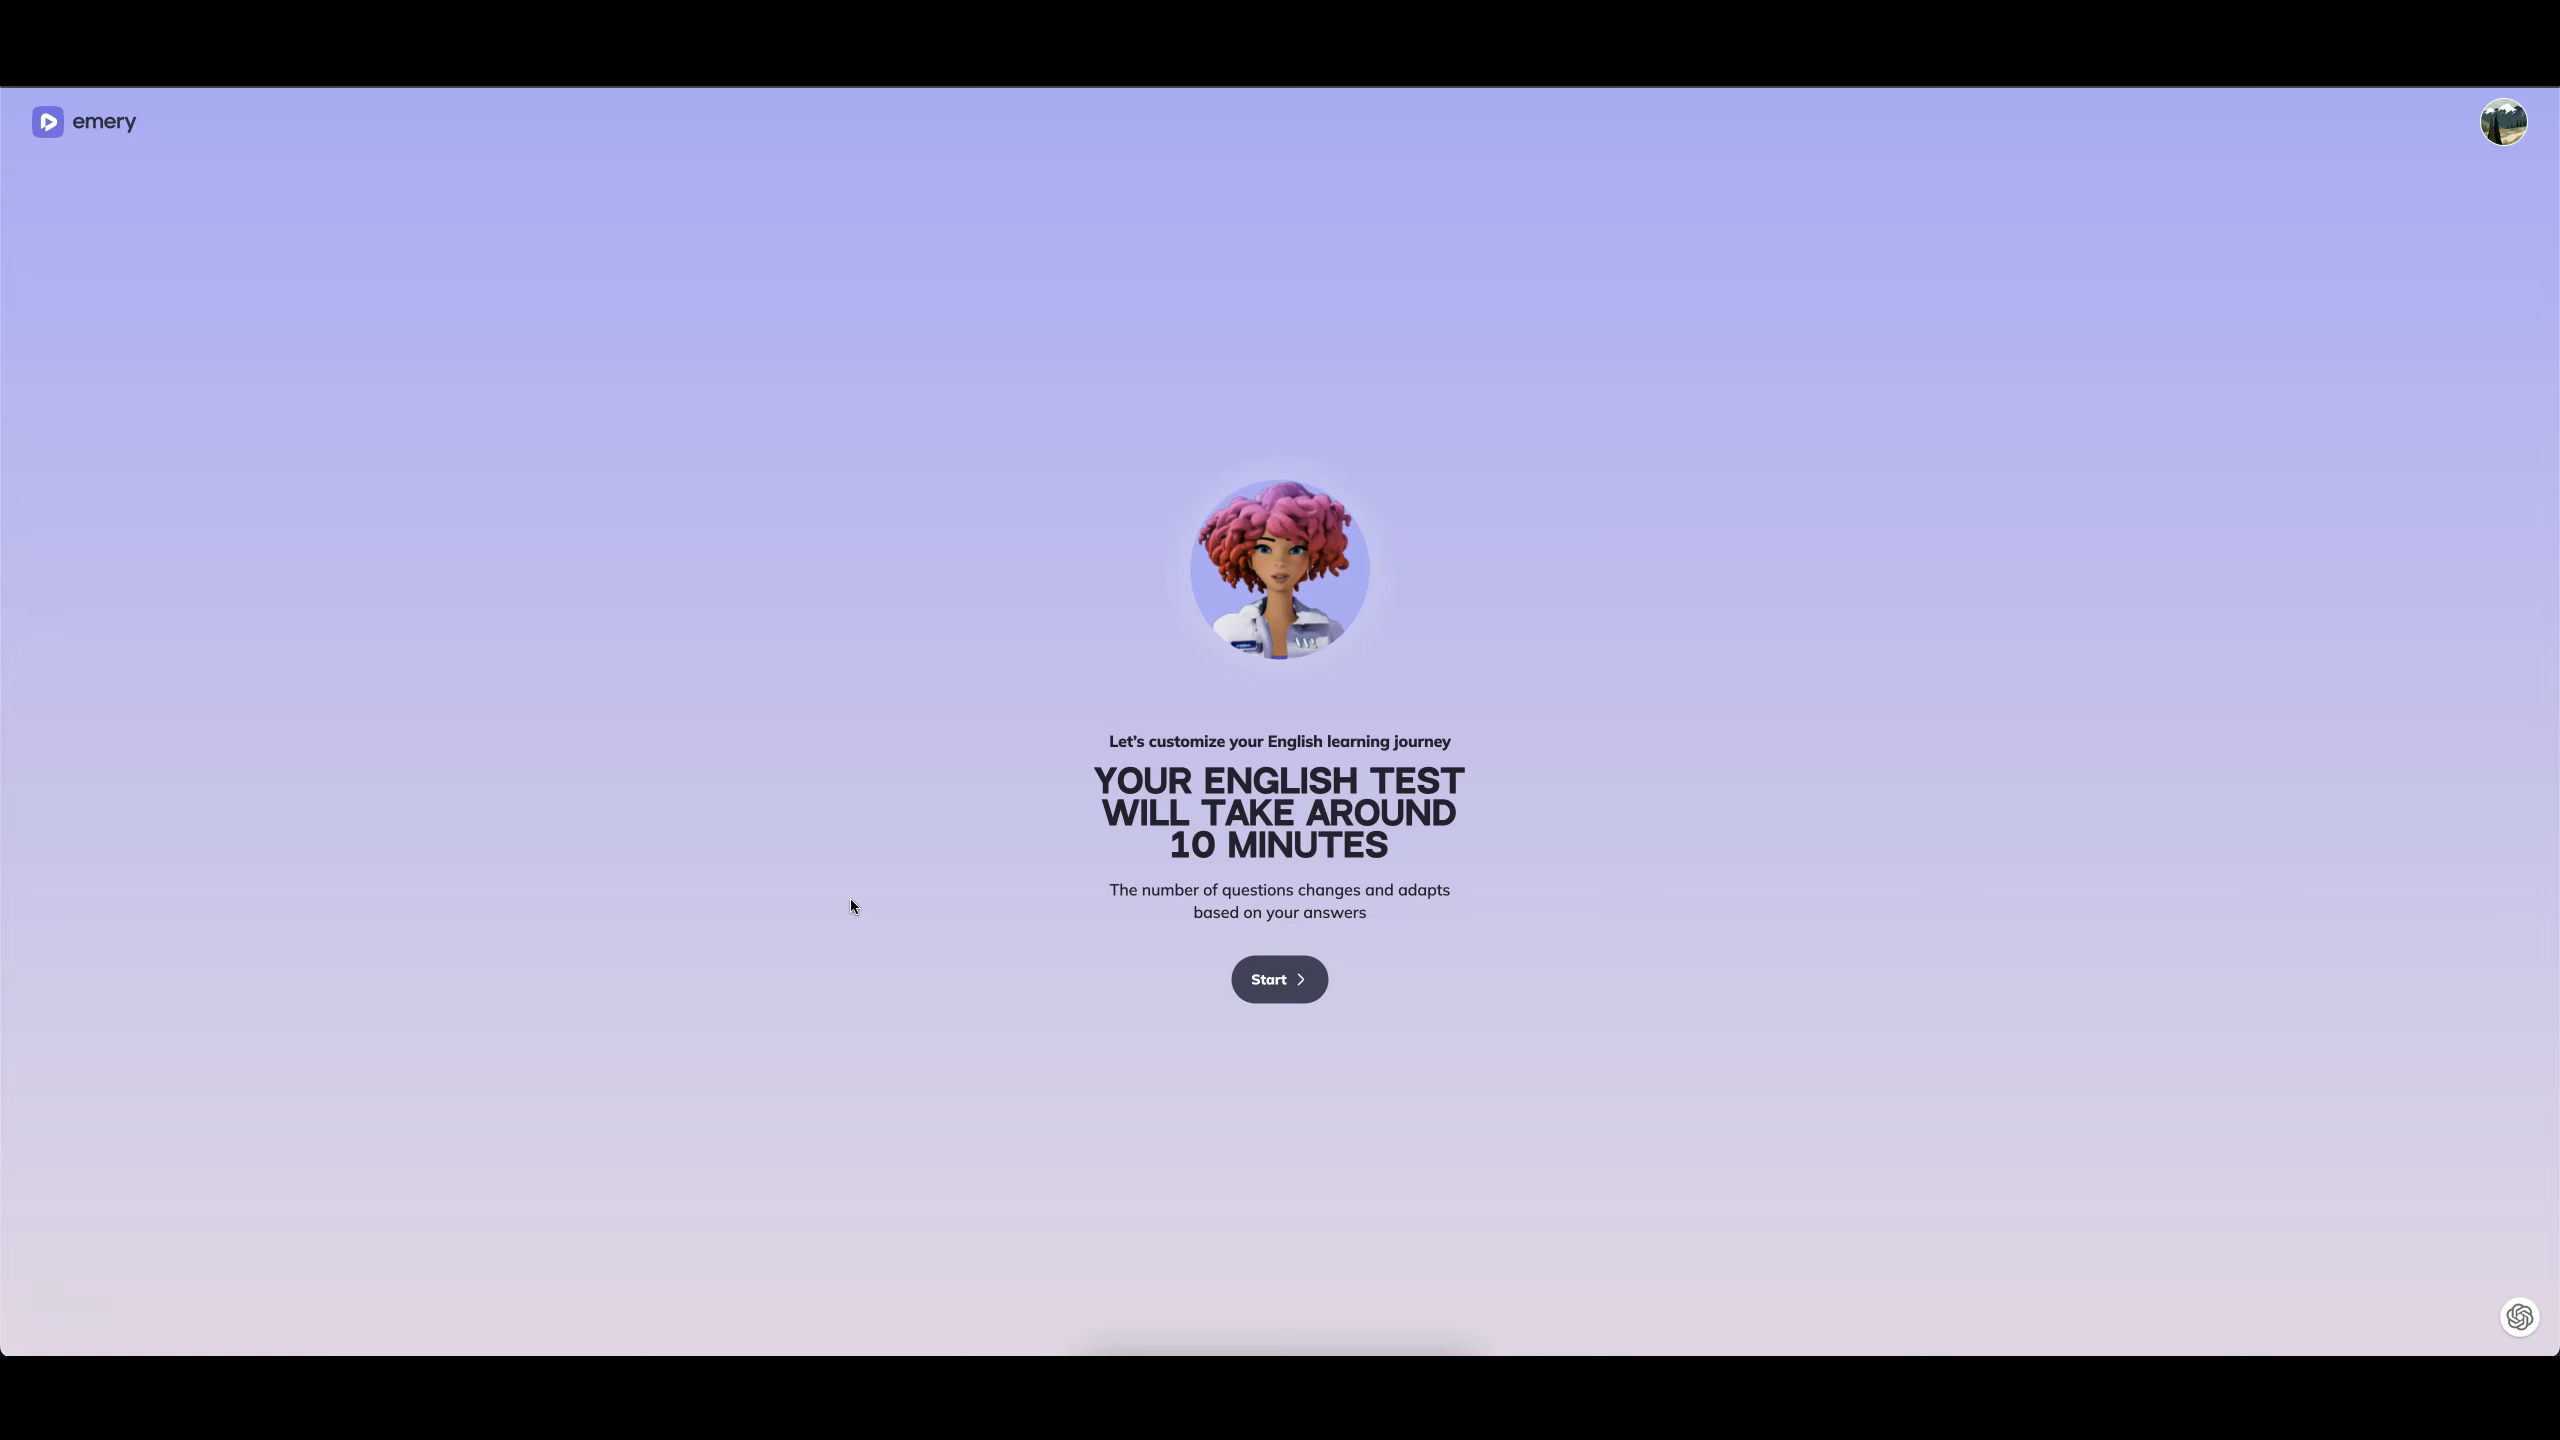 emery
Let's customize your English learning journey
YOUR ENGLISH TEST
WILL TAKE AROUND
10 MINUTES
The number of questions changes and adapts
based on your answers
Start